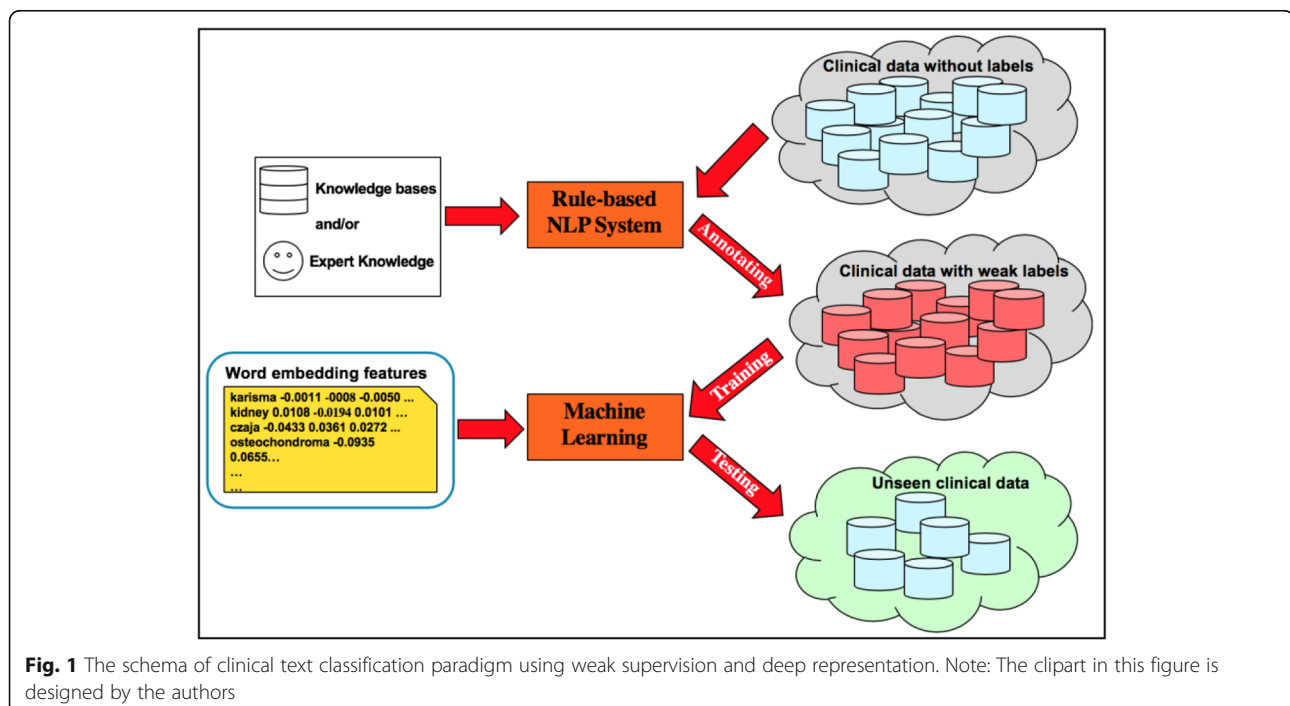 Clinical data without labels
Knowledge bases
and/or
Expert Knowledge
Rule-based
NLP System
Annotating
Clinical data with weak labels
Word embedding features
karisma -0.0011 -0008 -0.0050 ...
kidney 0.0108 -0.0194 0.0101 ...
czaja -0.0433 0.0361 0.0272 ...
osteochondroma -0.0935
0.0655...
...
...
Training
Machine
Learning
Testing
Unseen clinical data
Fig. 1 The schema of clinical text classification paradigm using weak supervision and deep representation. Note: The clipart in this figure is
designed by the authors